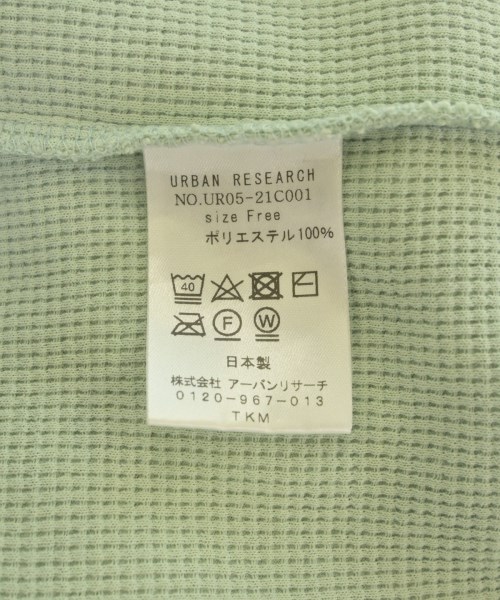 URBAN RESEARCH
NO.UR05-21C001
size Free
ポリエステル100%
40
F W
日本製
株式会社 アーバンリサーチ
0120-967-013
TKM